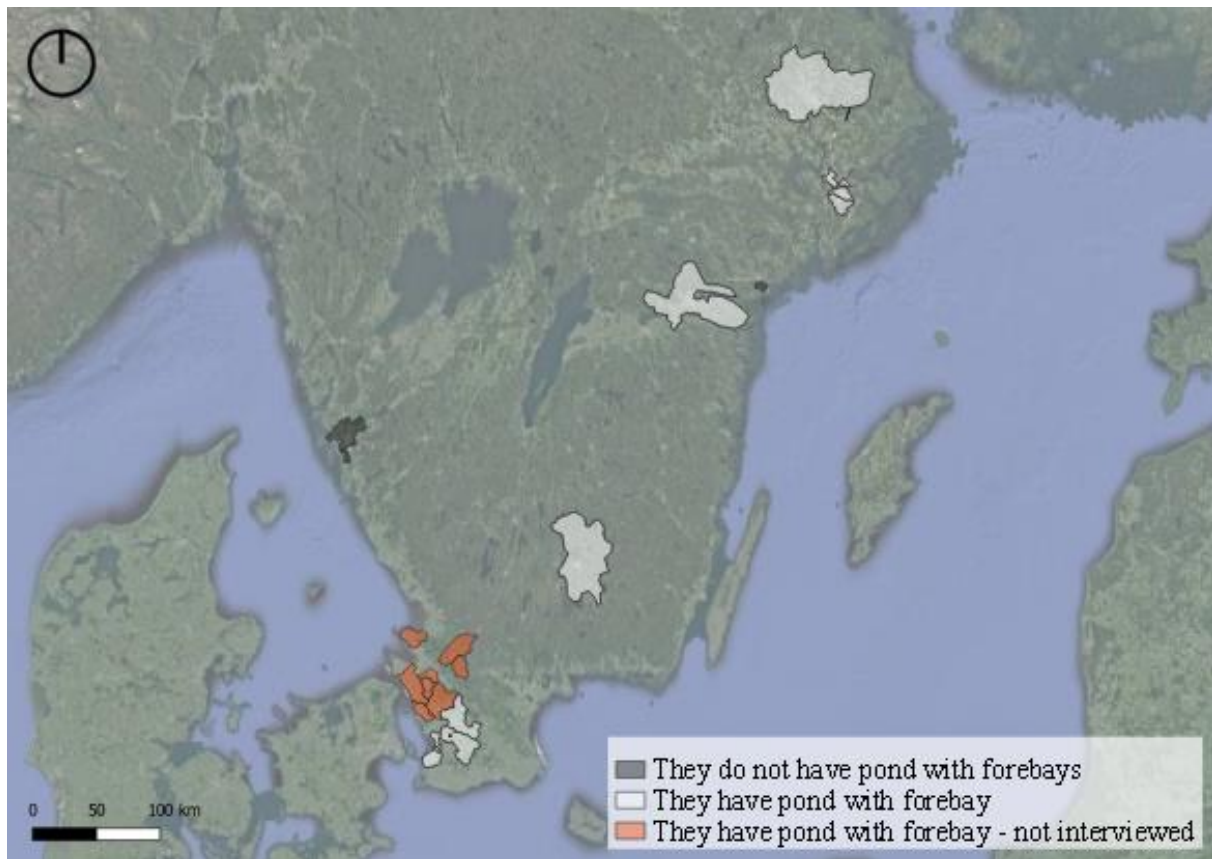 They do not have pond with forebays
They have pond with forebay
They have pond with forebay - not interviewed
0 50 100 km